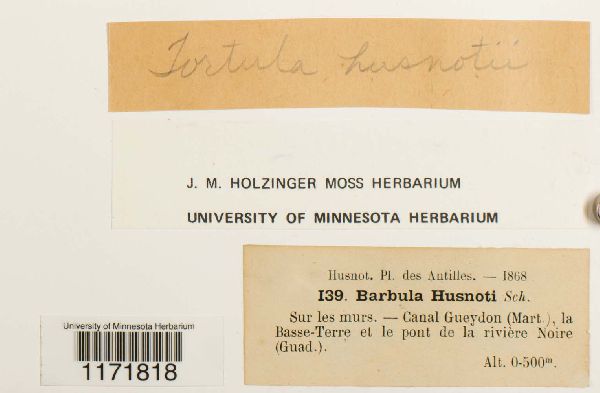 Tortula husnotii
J. M. HOLZINGER MOSS HERBARIUM
UNIVERSITY OF MINNESOTA HERBARIUM
Husnot. Pl. des Antilles. — 1868
139. Barbula Husnoti Sch.
Sur les murs. — Canal Gueydon (Mart.), la
Basse-Terre et le pont de la rivière Noire
(Guad.).
Alt. 0-500m.
University of Minnesota Herbarium
1171818